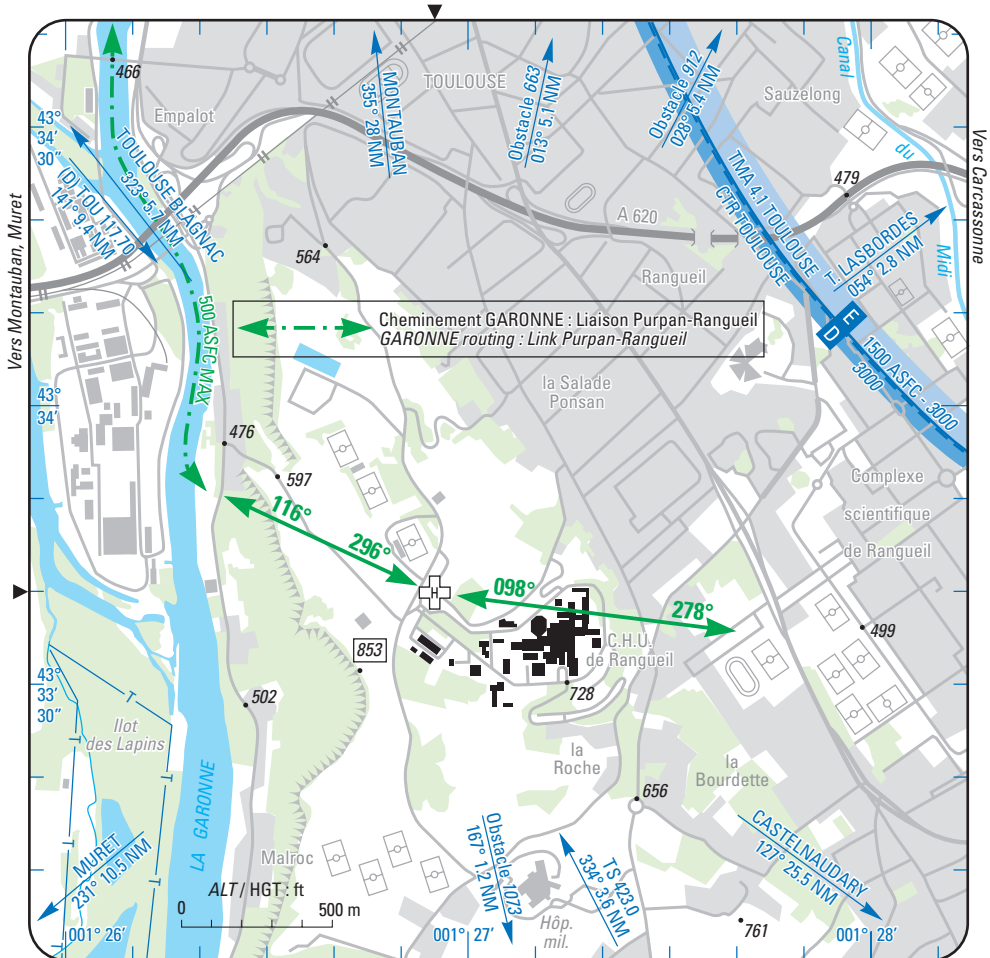 466
Empalot
MONTAUBAN
355° 28 NM
TOULOUSE
Obstacle 663
013° 5.1 NM
Obstacle 912
028° 5.4 NM
Sauzelong
Canal
du
Midi
43°
34'
30"
TOULOUSE-BLAGNAC
323° 5.7 NM
(D) TOU 117.70
141° 9.4 NM
TMA 4.1 TOULOUSE
CTR TOULOUSE
479
A 620
LASBORDES
054° 2.8 NM
Vers Montauban, Muret
Vers Carcassonne
564
Rangueil
500 ASFC MAX
Cheminement GARONNE : Liaison Purpan-Rangueil
GARONNE routing : Link Purpan-Rangueil
E
D
1500 ASFC - 3000
3000
la Salade
Ponsan
43°
34'
476
597
Complexe
scientifique
de Rangueil
116°
296°
H
098°
278°
499
853
C.H.U.
de Rangueil
43°
33'
30"
728
502
Ilot
des Lapins
la
Roche
la
Bourdette
656
LA GARONNE
MURET
231° 10.5 NM
Malroc
Obstacle 1073
167° 1.2 NM
TS 423.0
334° 3.6 NM
CASTELNAUDARY
127° 25.5 NM
ALT / HGT : ft
0
500 m
Hôp.
mil.
761
001° 26'
001° 27'
001° 28'